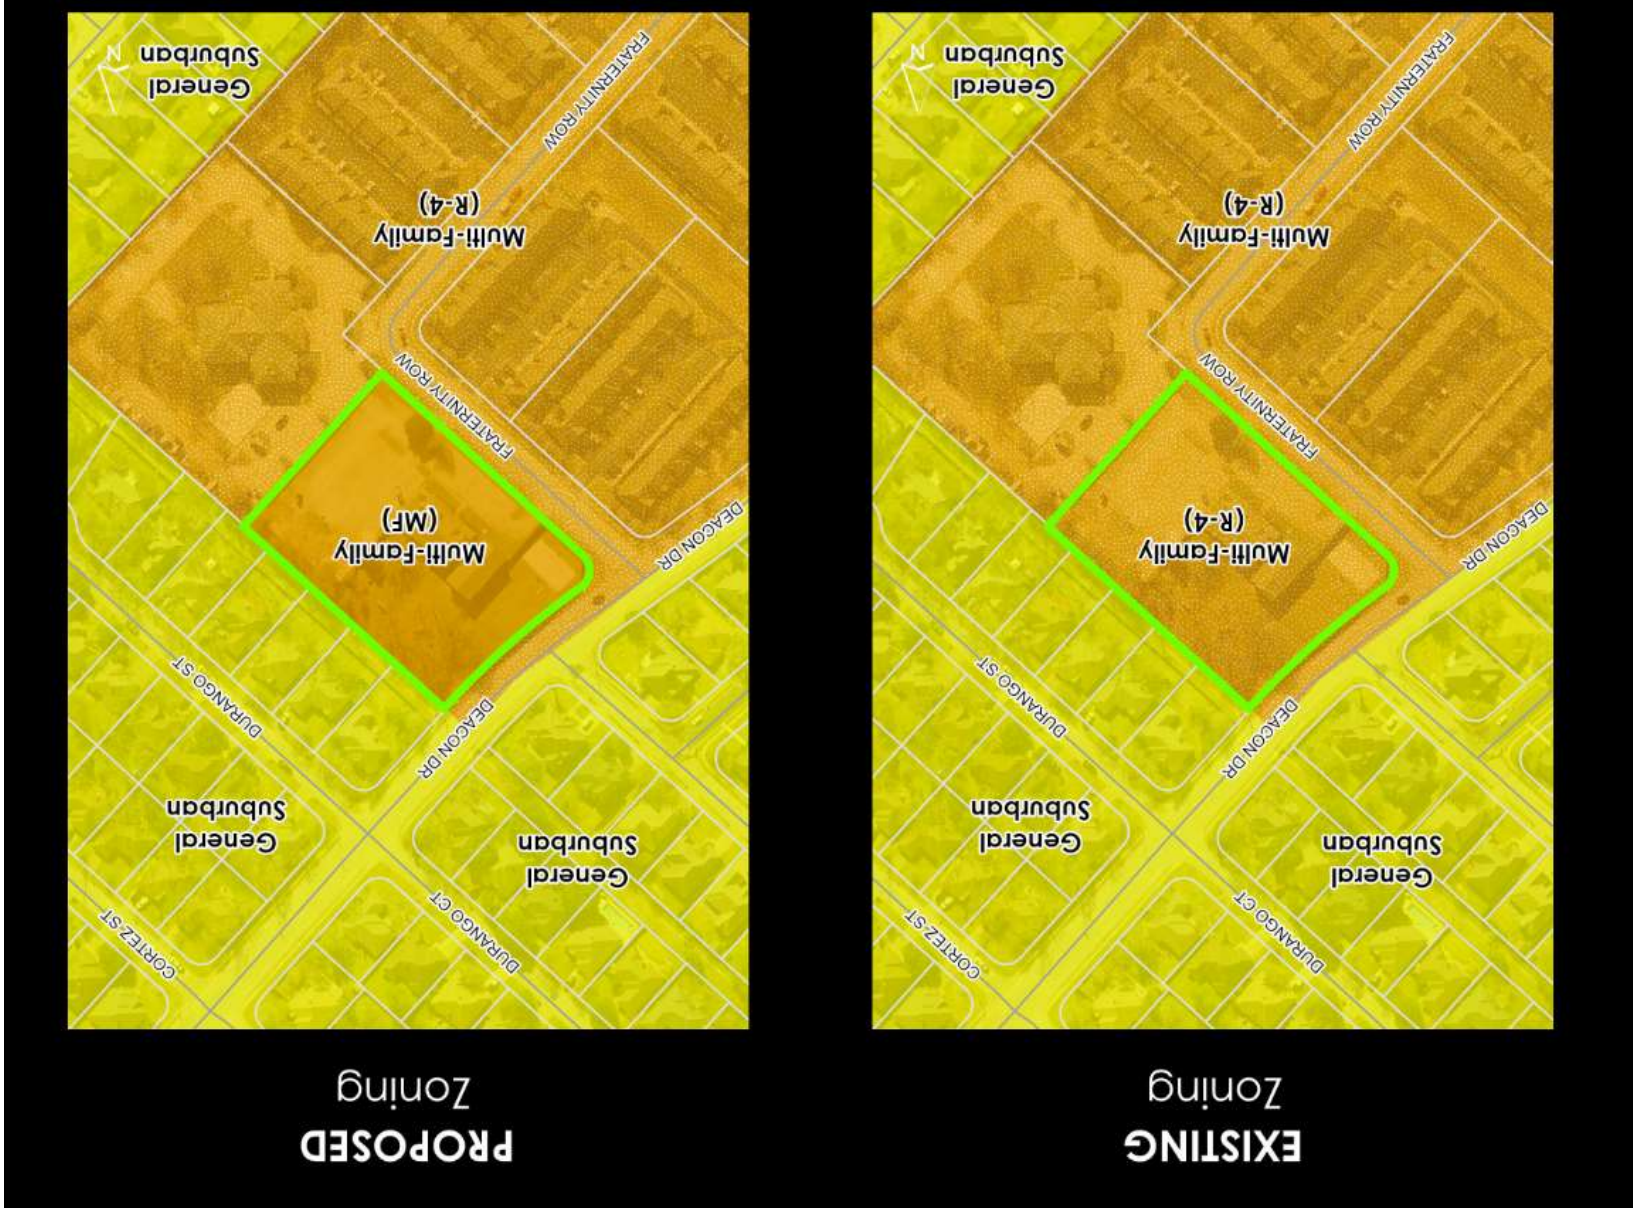 EXISTING
Zoning
DURANGO CT
CORTEZ ST
General
Suburban
General
Suburban
DEACON DR
DURANGO ST
DEACON DR
Multi-Family
(R-4)
FRATERNITY ROW
Multi-Family
(R-4)
FRATERNITY ROW
General
Suburban
N
PROPOSED
Zoning
DURANGO CT
CORTEZ ST
General
Suburban
General
Suburban
DEACON DR
DURANGO ST
DEACON DR
Multi-Family
(MF)
FRATERNITY ROW
Multi-Family
(R-4)
FRATERNITY ROW
General
Suburban
N